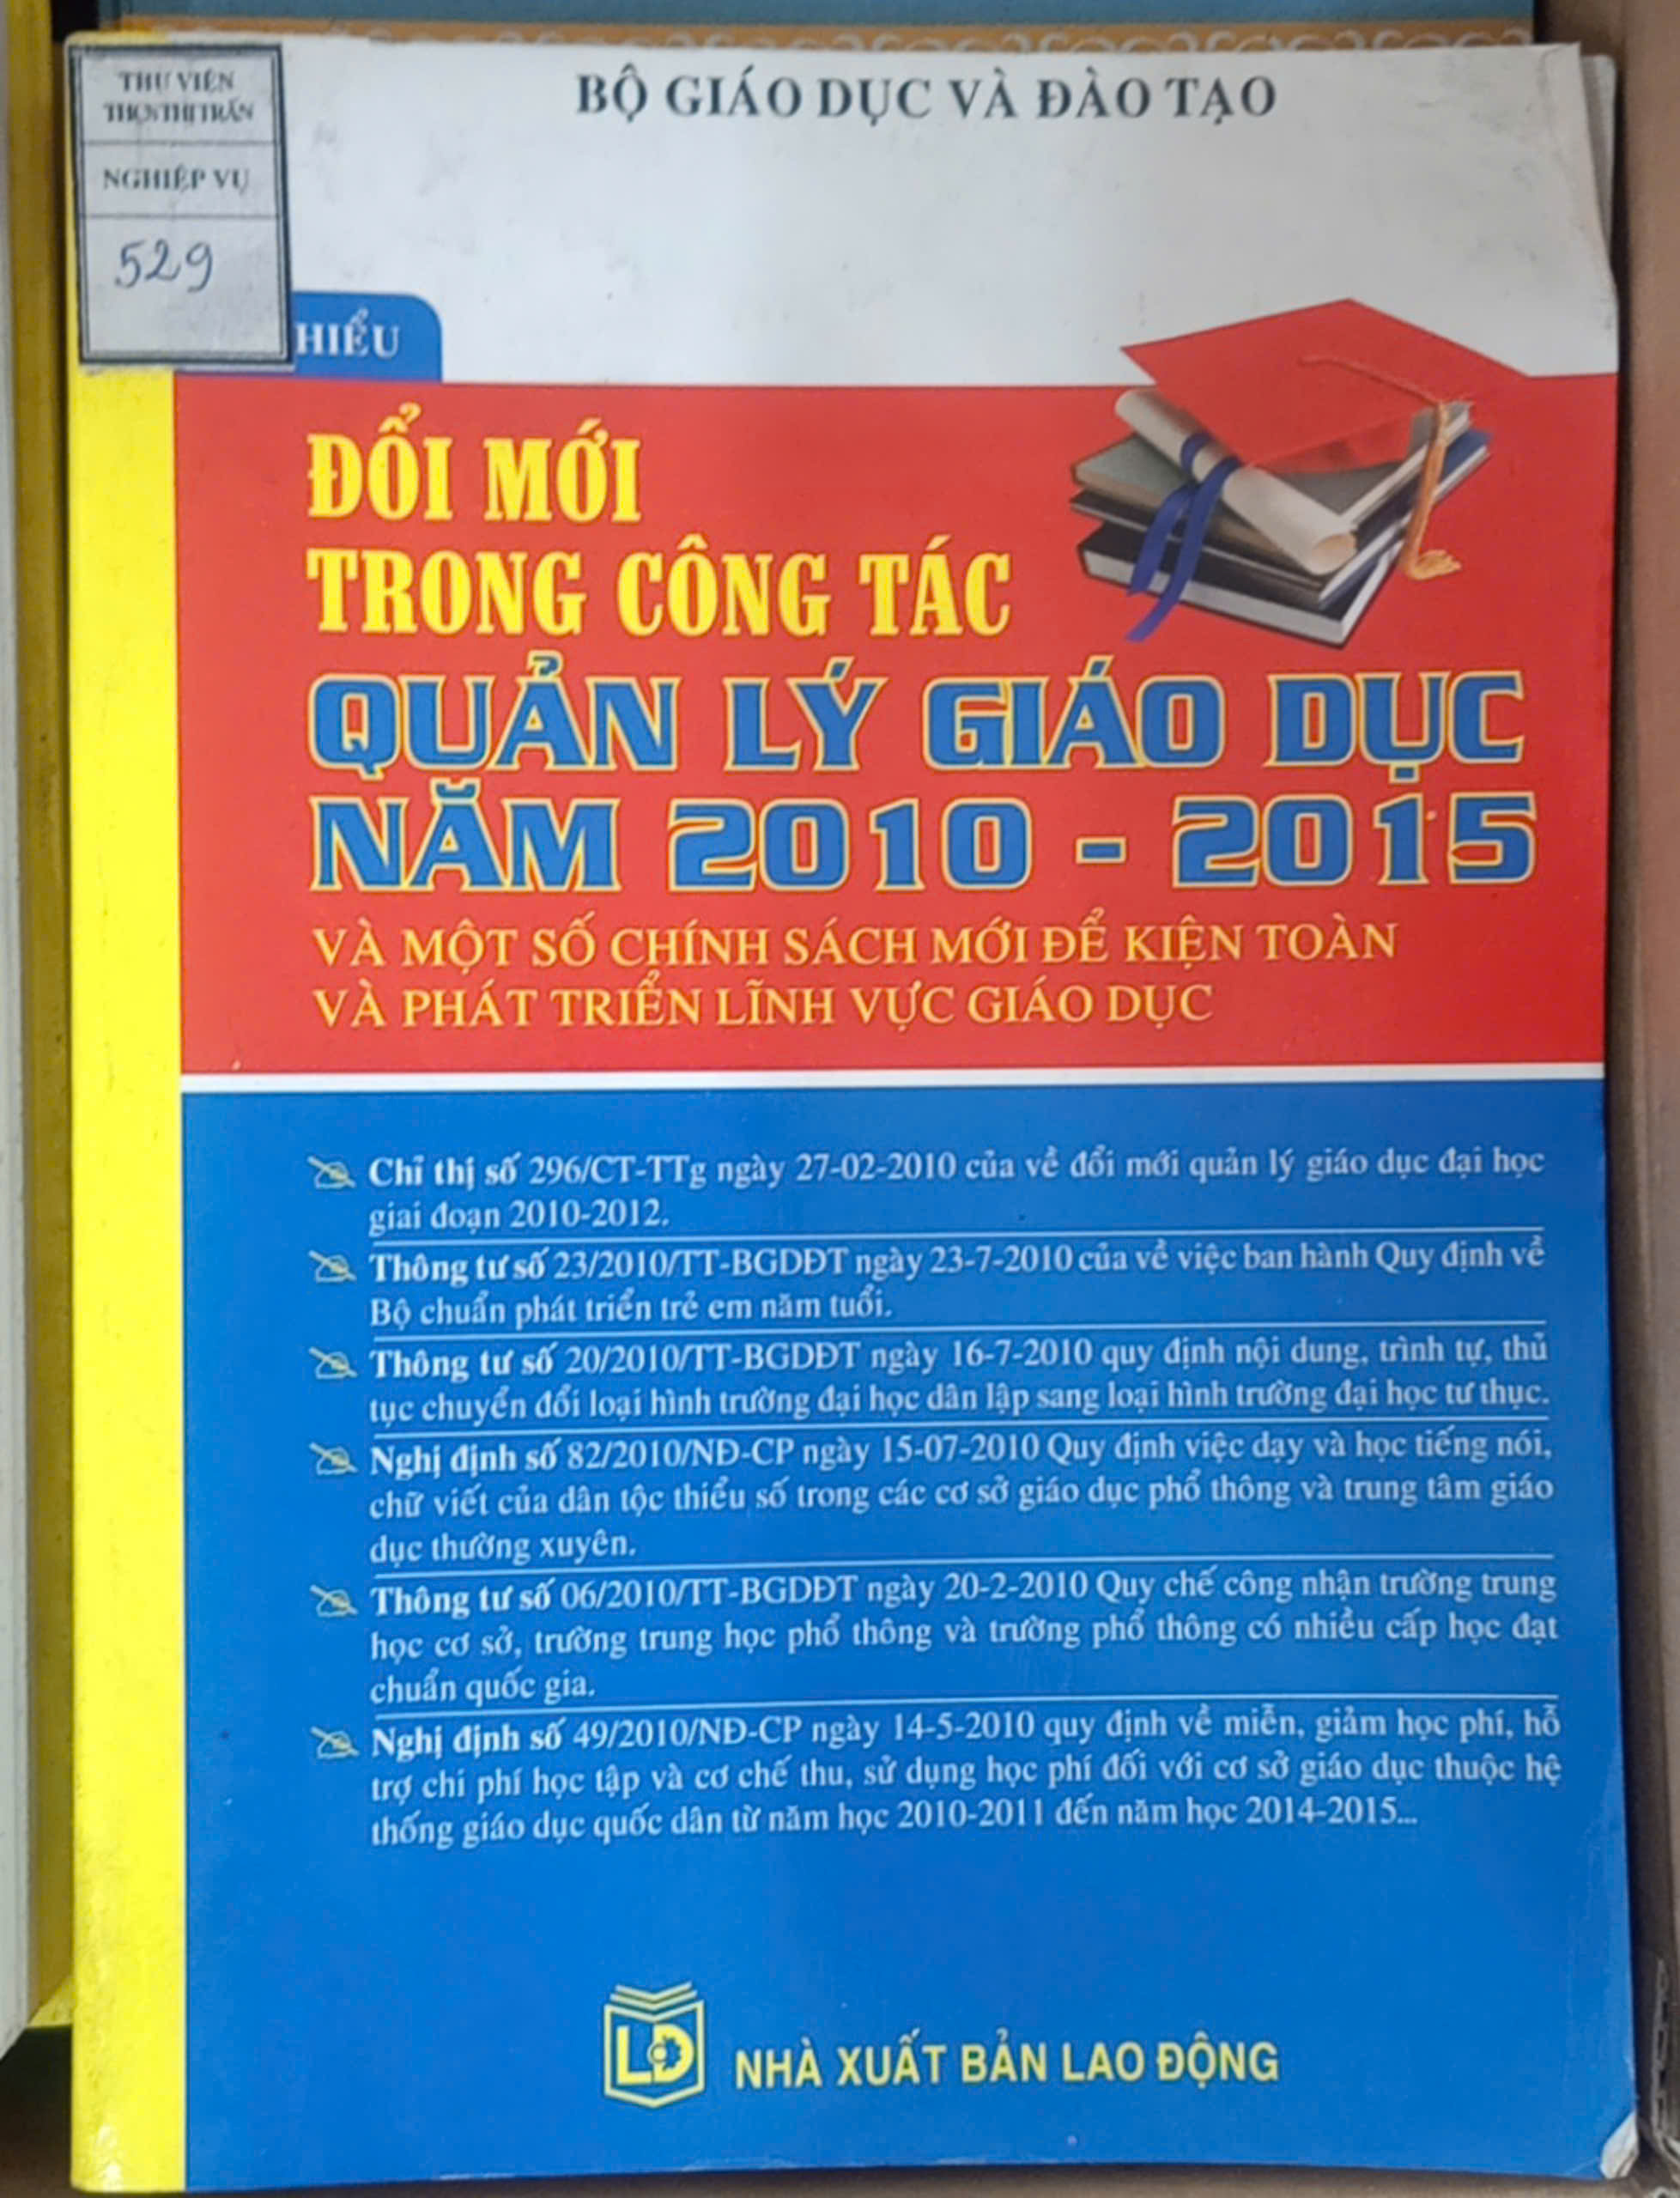 THƯ VIỆN
THCS THỊ TRẤN
NGHIỆP VỤ
529
BỘ GIÁO DỤC VÀ ĐÀO TẠO
HIỂU
ĐỔI MỚI
TRONG CÔNG TÁC
QUẢN LÝ GIÁO DỤC
NĂM 2010 - 2015
VÀ MỘT SỐ CHÍNH SÁCH MỚI ĐỂ KIỆN TOÀN
VÀ PHÁT TRIỂN LĨNH VỰC GIÁO DỤC
Chỉ thị số 296/CT-TTg ngày 27-02-2010 của về đổi mới quản lý giáo dục đại học
giai đoạn 2010-2012.
Thông tư số 23/2010/TT-BGDĐT ngày 23-7-2010 của về việc ban hành Quy định về
Bộ chuẩn phát triển trẻ em năm tuổi.
Thông tư số 20/2010/TT-BGDĐT ngày 16-7-2010 quy định nội dung, trình tự, thủ
tục chuyển đổi loại hình trường đại học dân lập sang loại hình trường đại học tư thục.
Nghị định số 82/2010/NĐ-CP ngày 15-07-2010 Quy định việc dạy và học tiếng nói,
chữ viết của dân tộc thiểu số trong các cơ sở giáo dục phổ thông và trung tâm giáo
dục thường xuyên.
Thông tư số 06/2010/TT-BGDĐT ngày 20-2-2010 Quy chế công nhận trường trung
học cơ sở, trường trung học phổ thông và trường phổ thông có nhiều cấp học đạt
chuẩn quốc gia.
Nghị định số 49/2010/NĐ-CP ngày 14-5-2010 quy định về miễn, giảm học phí, hỗ
trợ chi phí học tập và cơ chế thu, sử dụng học phí đối với cơ sở giáo dục thuộc hệ
thống giáo dục quốc dân từ năm học 2010-2011 đến năm học 2014-2015...
LĐ
NHÀ XUẤT BẢN LAO ĐỘNG